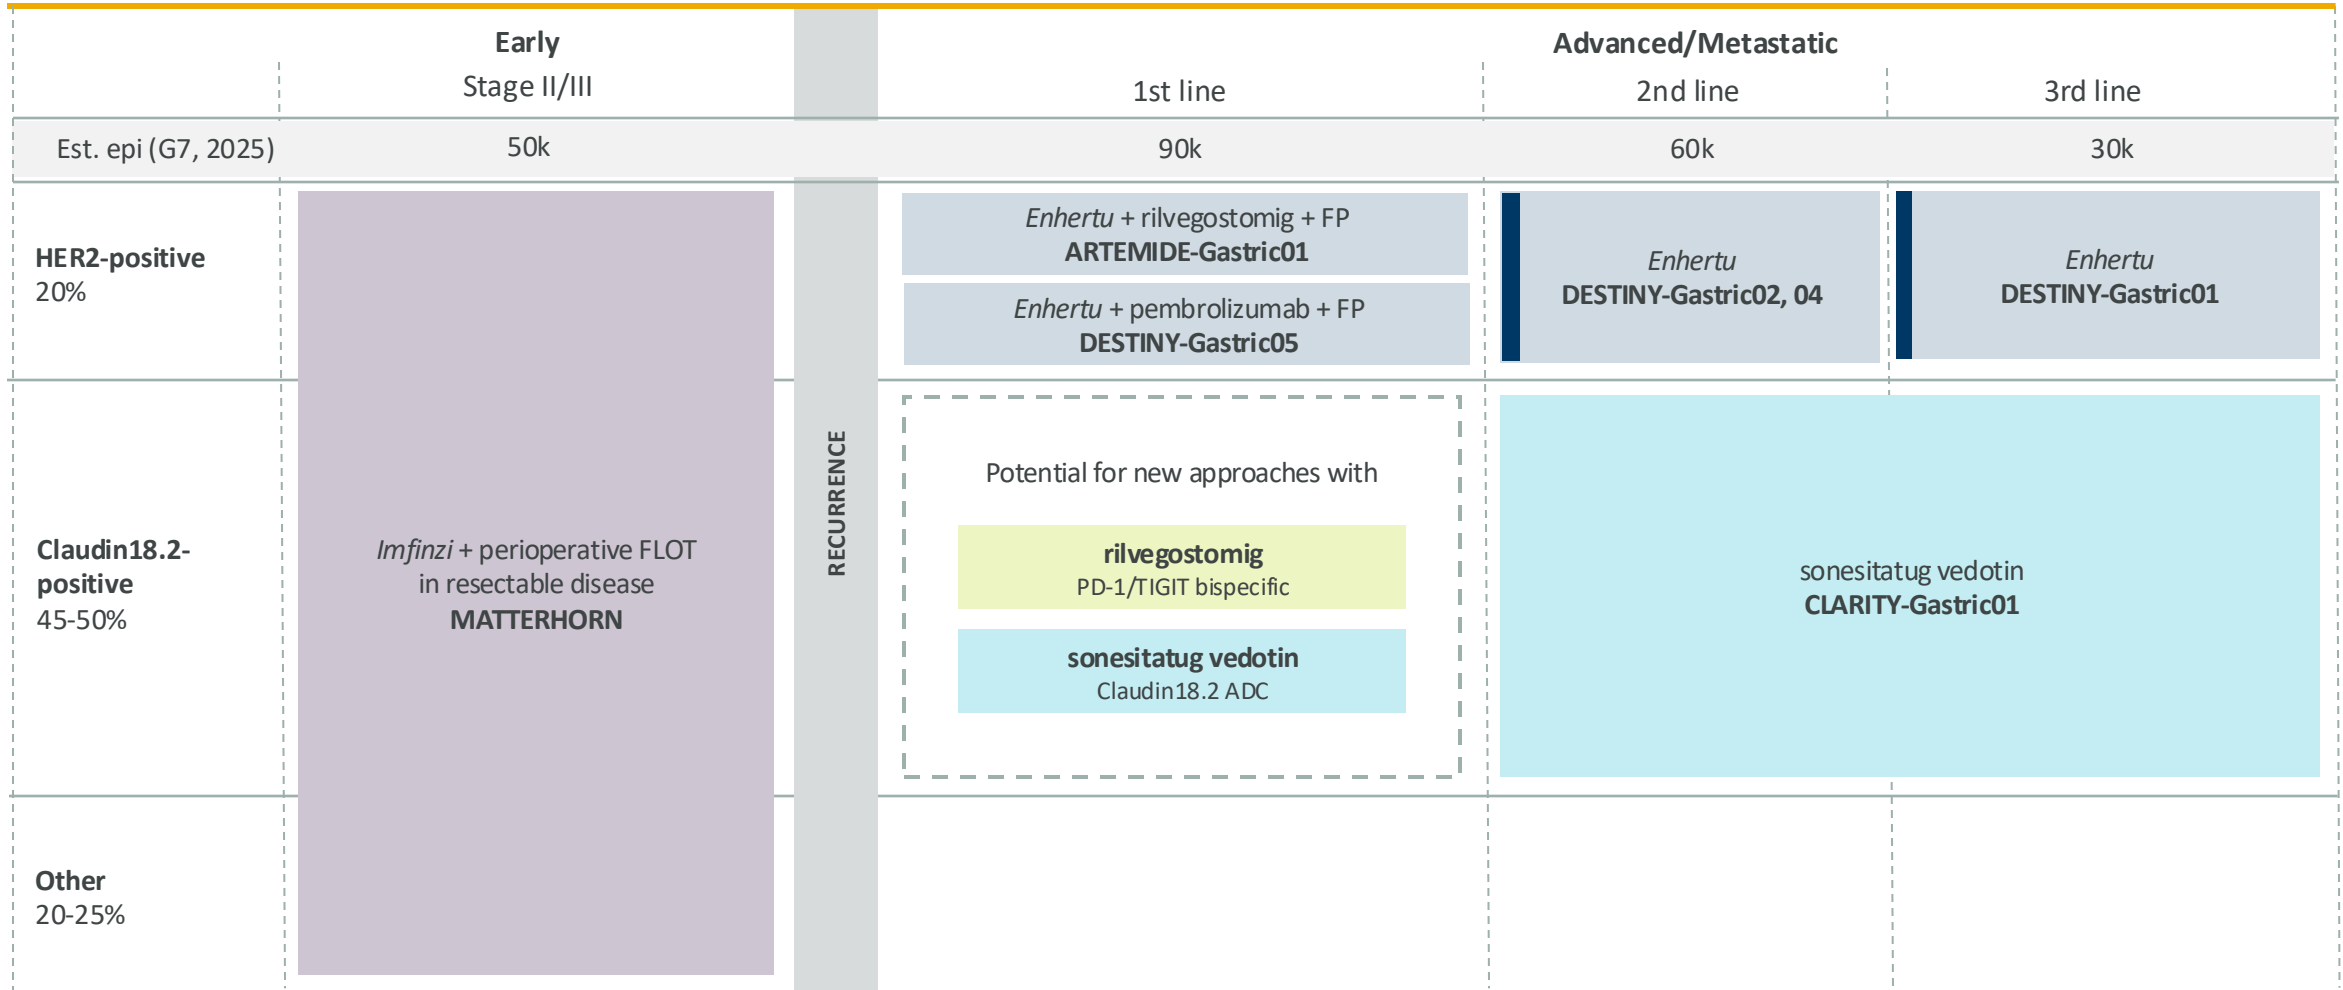 Early
Stage II/III
Advanced/Metastatic
1st line
2nd line
3rd line
Est. epi (G7, 2025)
50k
90k
60k
30k
HER2-positive
20%
Enhertu + rilvegostomig + FP
ARTEMIDE-Gastric01
Enhertu + pembrolizumab + FP
DESTINY-Gastric05
Enhertu
DESTINY-Gastric02, 04
Enhertu
DESTINY-Gastric01
RECURRENCE
Claudin18.2-
positive
45-50%
Imfinzi + perioperative FLOT
in resectable disease
MATTERHORN
Potential for new approaches with
rilvegostomig
PD-1/TIGIT bispecific
sonesitatug vedotin
Claudin18.2 ADC
sonesitatug vedotin
CLARITY-Gastric01
Other
20-25%